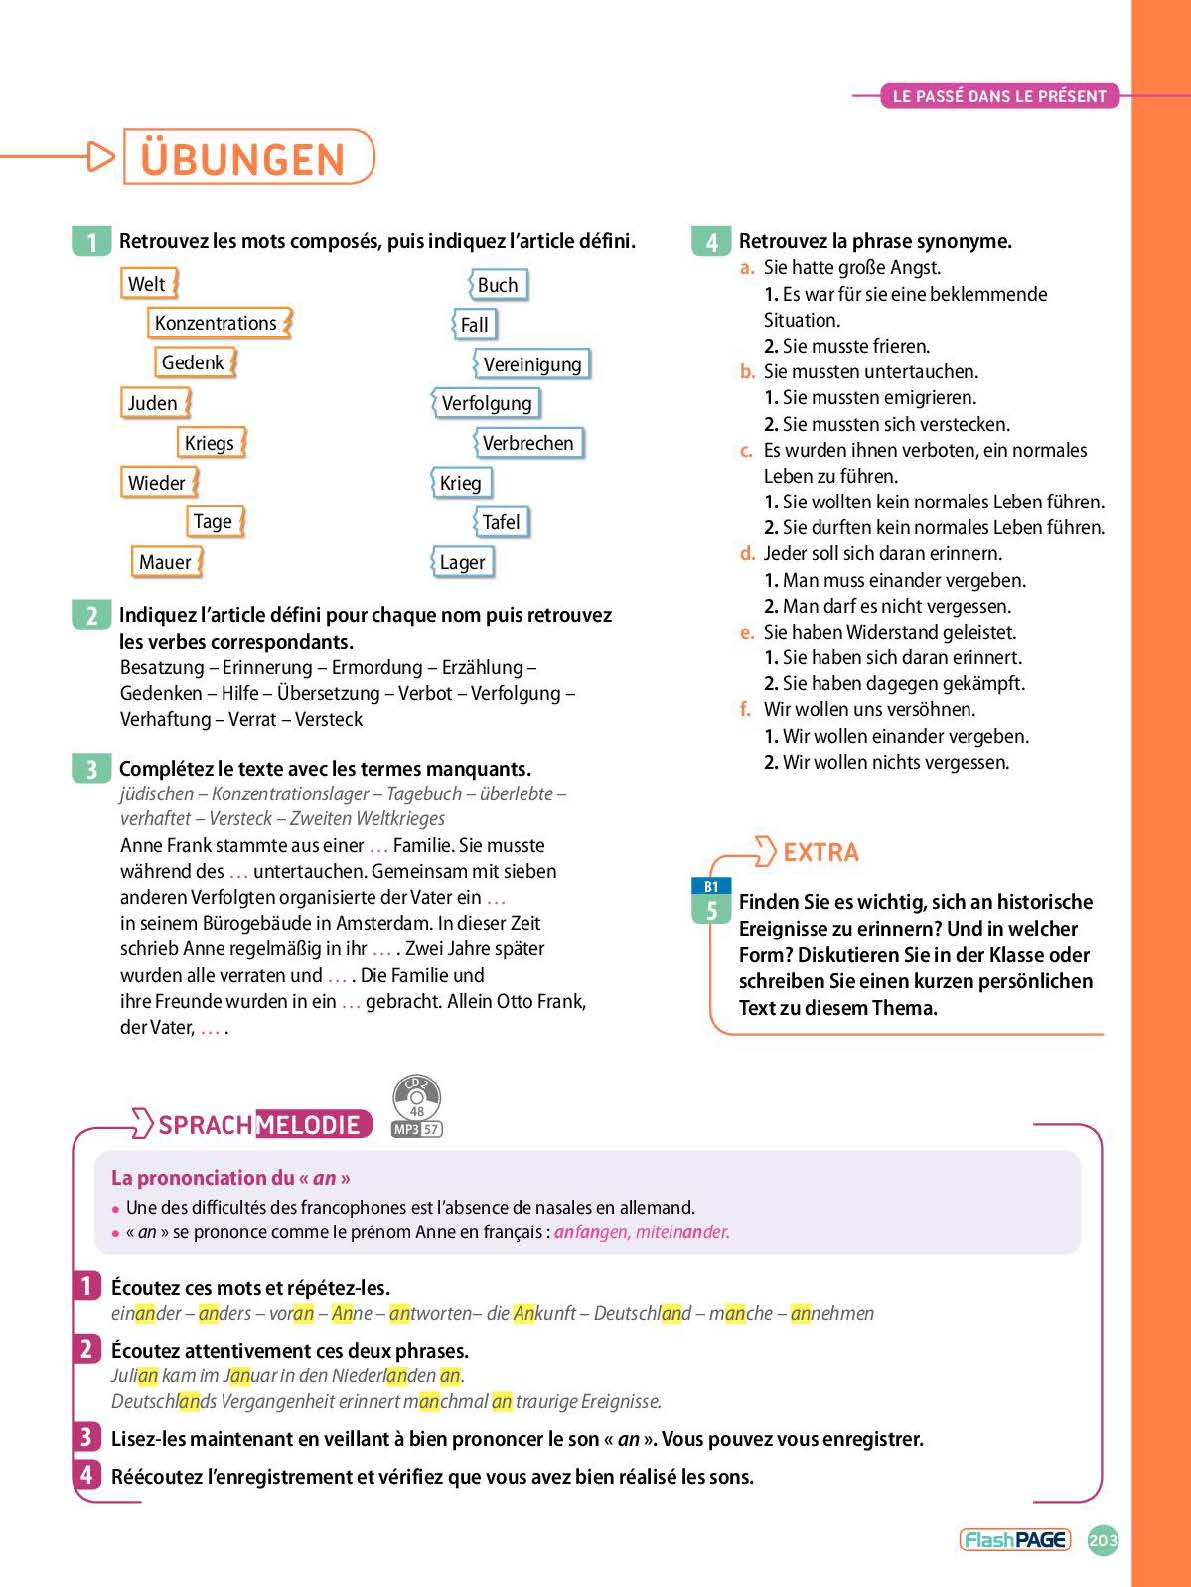 LE PASSÉ DANS LE PRÉSENT
ÜBUNGEN
1 Retrouvez les mots composés, puis indiquez l'article défini.
Welt
Konzentrations
Gedenk
Juden
Kriegs
Wieder
Tage
Mauer
Buch
Fall
Vereinigung
Verfolgung
Verbrechen
Krieg
Tafel
Lager
2 Indiquez l'article défini pour chaque nom puis retrouvez
les verbes correspondants.
Besatzung – Erinnerung – Ermordung – Erzählung –
Gedenken – Hilfe – Übersetzung – Verbot – Verfolgung –
Verhaftung – Verrat – Versteck
3 Complétez le texte avec les termes manquants.
jüdischen – Konzentrationslager – Tagebuch – überlebte –
verhaftet – Versteck – Zweiten Weltkrieges
Anne Frank stammte aus einer ... Familie. Sie musste
während des ... untertauchen. Gemeinsam mit sieben
anderen Verfolgten organisierte der Vater ein ...
in seinem Bürogebäude in Amsterdam. In dieser Zeit
schrieb Anne regelmäßig in ihr ... . Zwei Jahre später
wurden alle verraten und ... . Die Familie und
ihre Freunde wurden in ein ... gebracht. Allein Otto Frank,
der Vater, ... .
4 Retrouvez la phrase synonyme.
a. Sie hatte große Angst.
1. Es war für sie eine beklemmende
Situation.
2. Sie musste frieren.
b. Sie mussten untertauchen.
1. Sie mussten emigrieren.
2. Sie mussten sich verstecken.
c. Es wurden ihnen verboten, ein normales
Leben zu führen.
1. Sie wollten kein normales Leben führen.
2. Sie durften kein normales Leben führen.
d. Jeder soll sich daran erinnern.
1. Man muss einander vergeben.
2. Man darf es nicht vergessen.
e. Sie haben Widerstand geleistet.
1. Sie haben sich daran erinnert.
2. Sie haben dagegen gekämpft.
f. Wir wollen uns versöhnen.
1. Wir wollen einander vergeben.
2. Wir wollen nichts vergessen.
EXTRA
B1
5 Finden Sie es wichtig, sich an historische
Ereignisse zu erinnern? Und in welcher
Form? Diskutieren Sie in der Klasse oder
schreiben Sie einen kurzen persönlichen
Text zu diesem Thema.
SPRACHMELODIE
CD 2
48
MP3 57
La prononciation du « an »
• Une des difficultés des francophones est l'absence de nasales en allemand.
• « an » se prononce comme le prénom Anne en français : anfangen, miteinander.
1 Écoutez ces mots et répétez-les.
einander – anders – voran – Anne – antworten– die Ankunft – Deutschland – manche – annehmen
2 Écoutez attentivement ces deux phrases.
Julian kam im Januar in den Niederlanden an.
Deutschlands Vergangenheit erinnert manchmal an traurige Ereignisse.
3 Lisez-les maintenant en veillant à bien prononcer le son « an ». Vous pouvez vous enregistrer.
4 Réécoutez l'enregistrement et vérifiez que vous avez bien réalisé les sons.
FlashPAGE 203